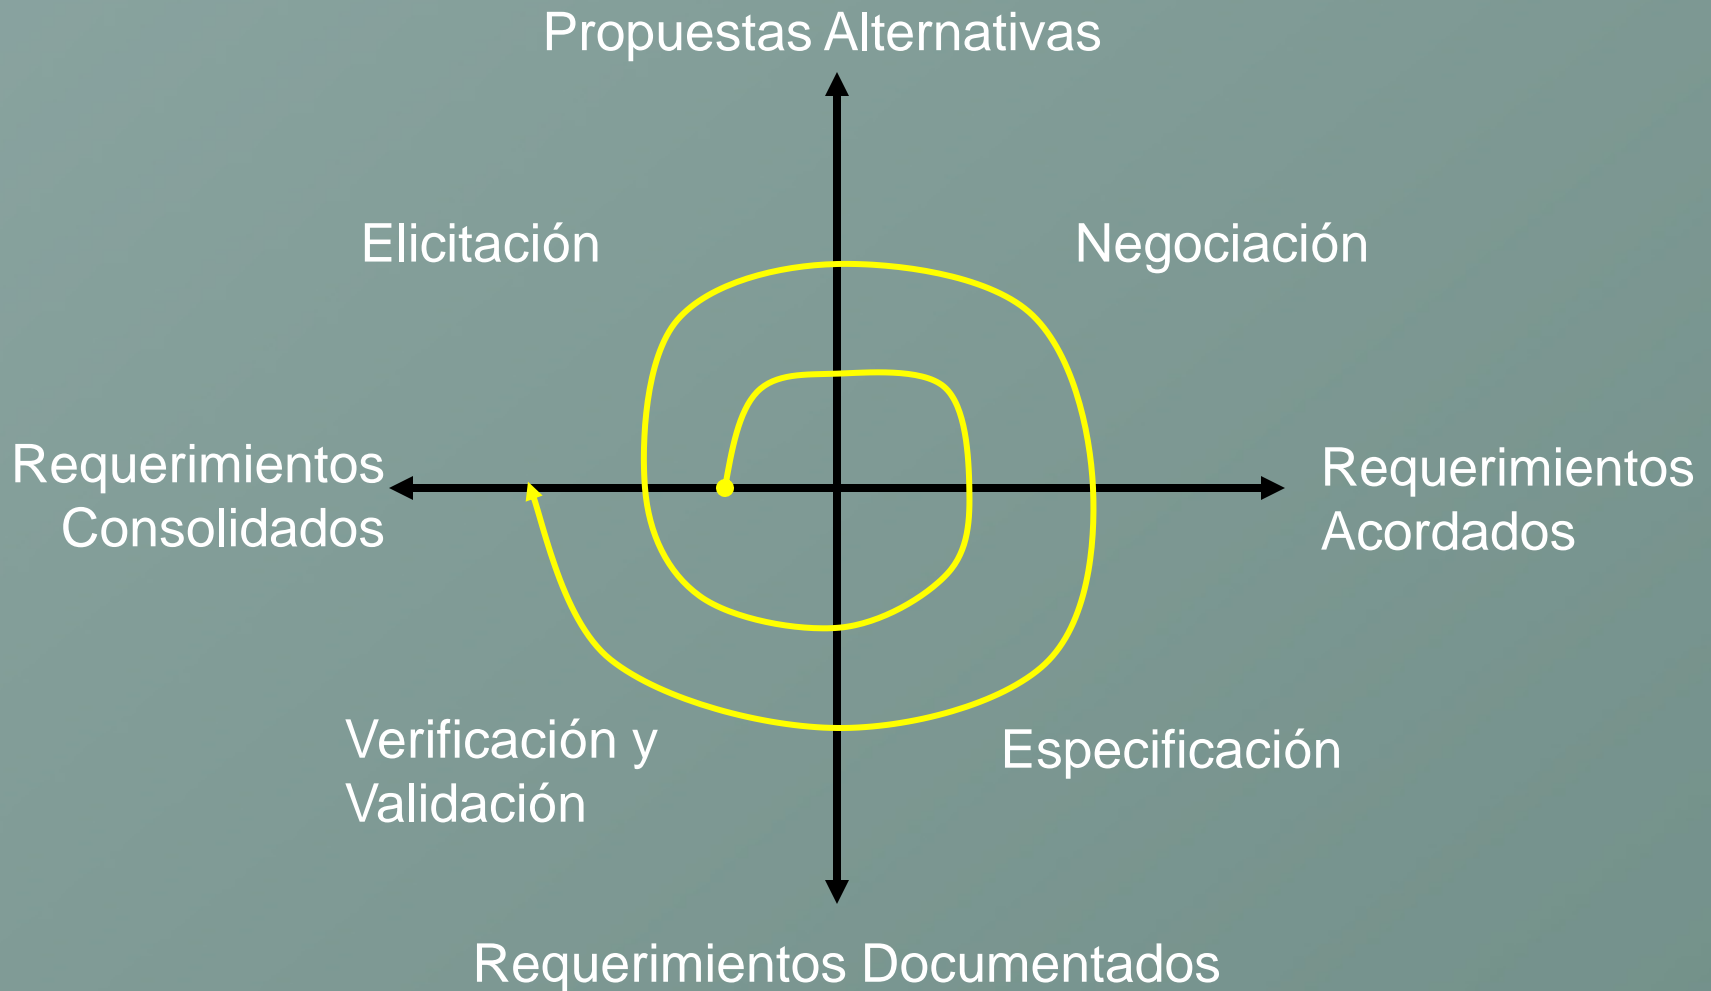 Propuestas Alternativas
Elicitación
Negociación
Requerimientos
Consolidados
Requerimientos
Acordados
Verificación y
Validación
Especificación
Requerimientos Documentados